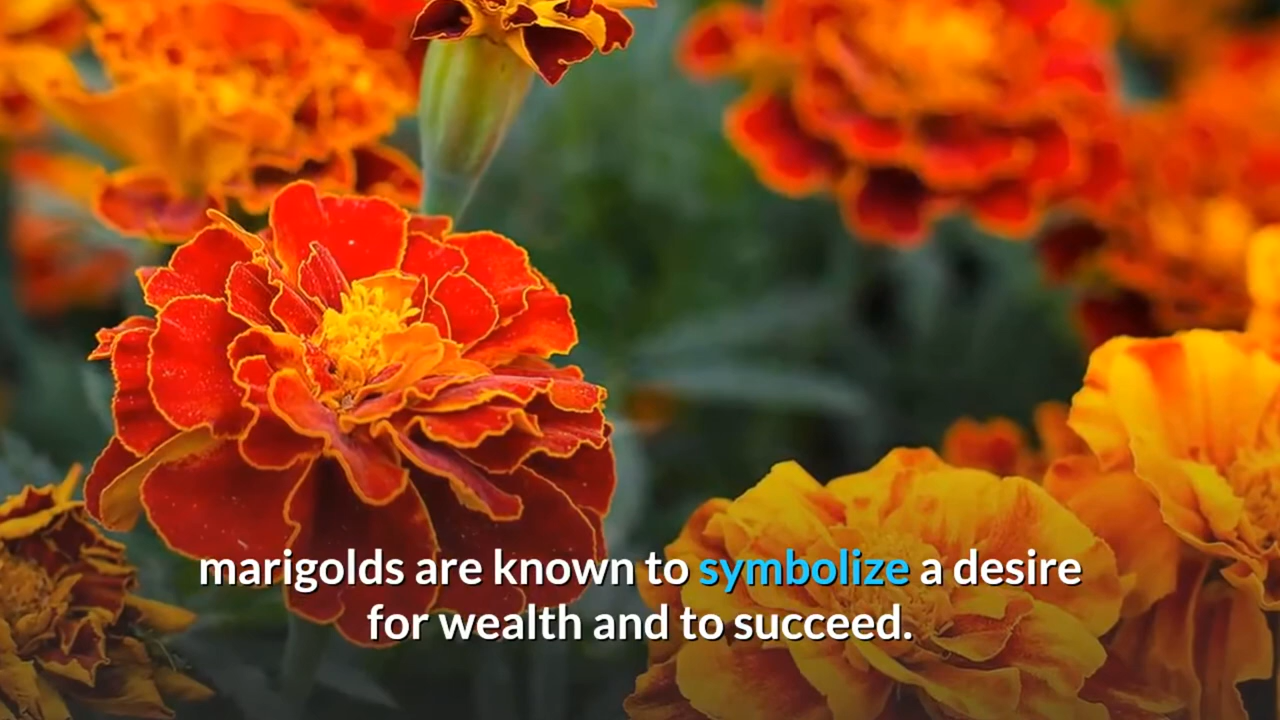 marigolds are known to symbolize a desire
for wealth and to succeed.